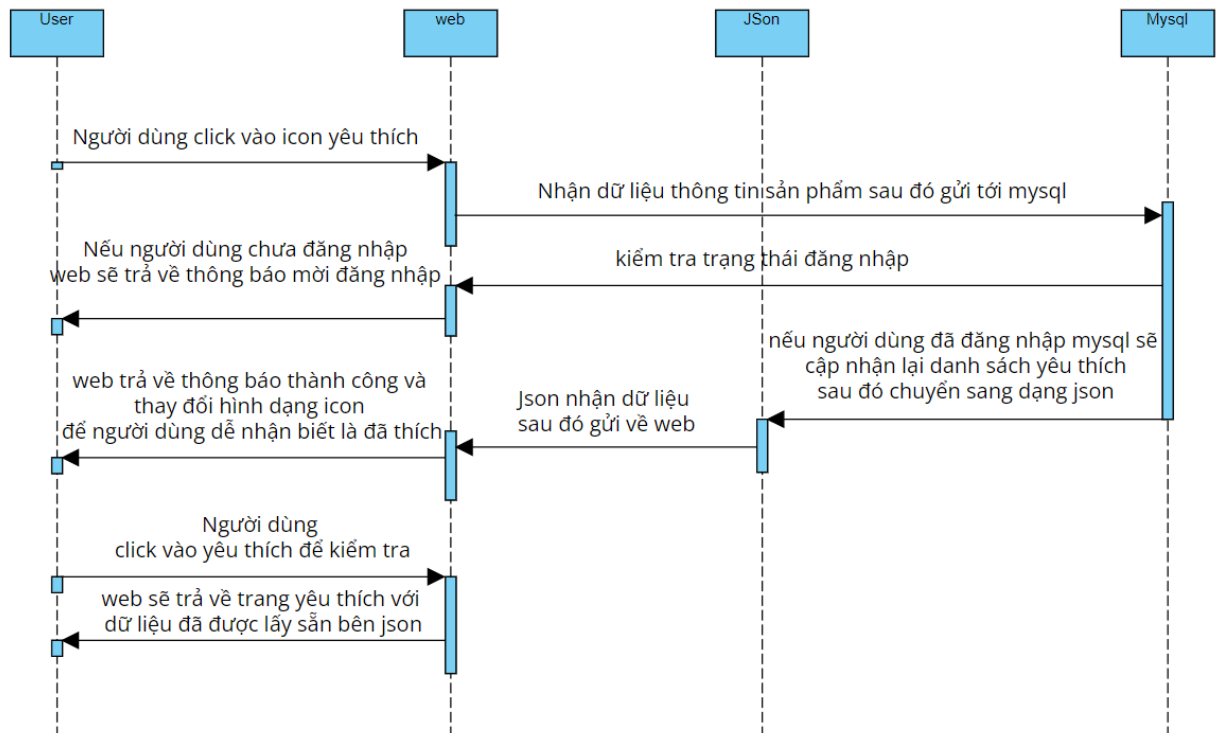 User
web
JSon
Mysql
Người dùng click vào icon yêu thích
Nhận dữ liệu thông tin sản phẩm sau đó gửi tới mysql
Nếu người dùng chưa đăng nhập
web sẽ trả về thông báo mời đăng nhập
kiểm tra trạng thái đăng nhập
nếu người dùng đã đăng nhập mysql sẽ
cập nhận lại danh sách yêu thích
sau đó chuyển sang dạng json
Json nhận dữ liệu
sau đó gửi về web
web trả về thông báo thành công và
thay đổi hình dạng icon
để người dùng dễ nhận biết là đã thích
Người dùng
click vào yêu thích để kiểm tra
web sẽ trả về trang yêu thích với
dữ liệu đã được lấy sẵn bên json